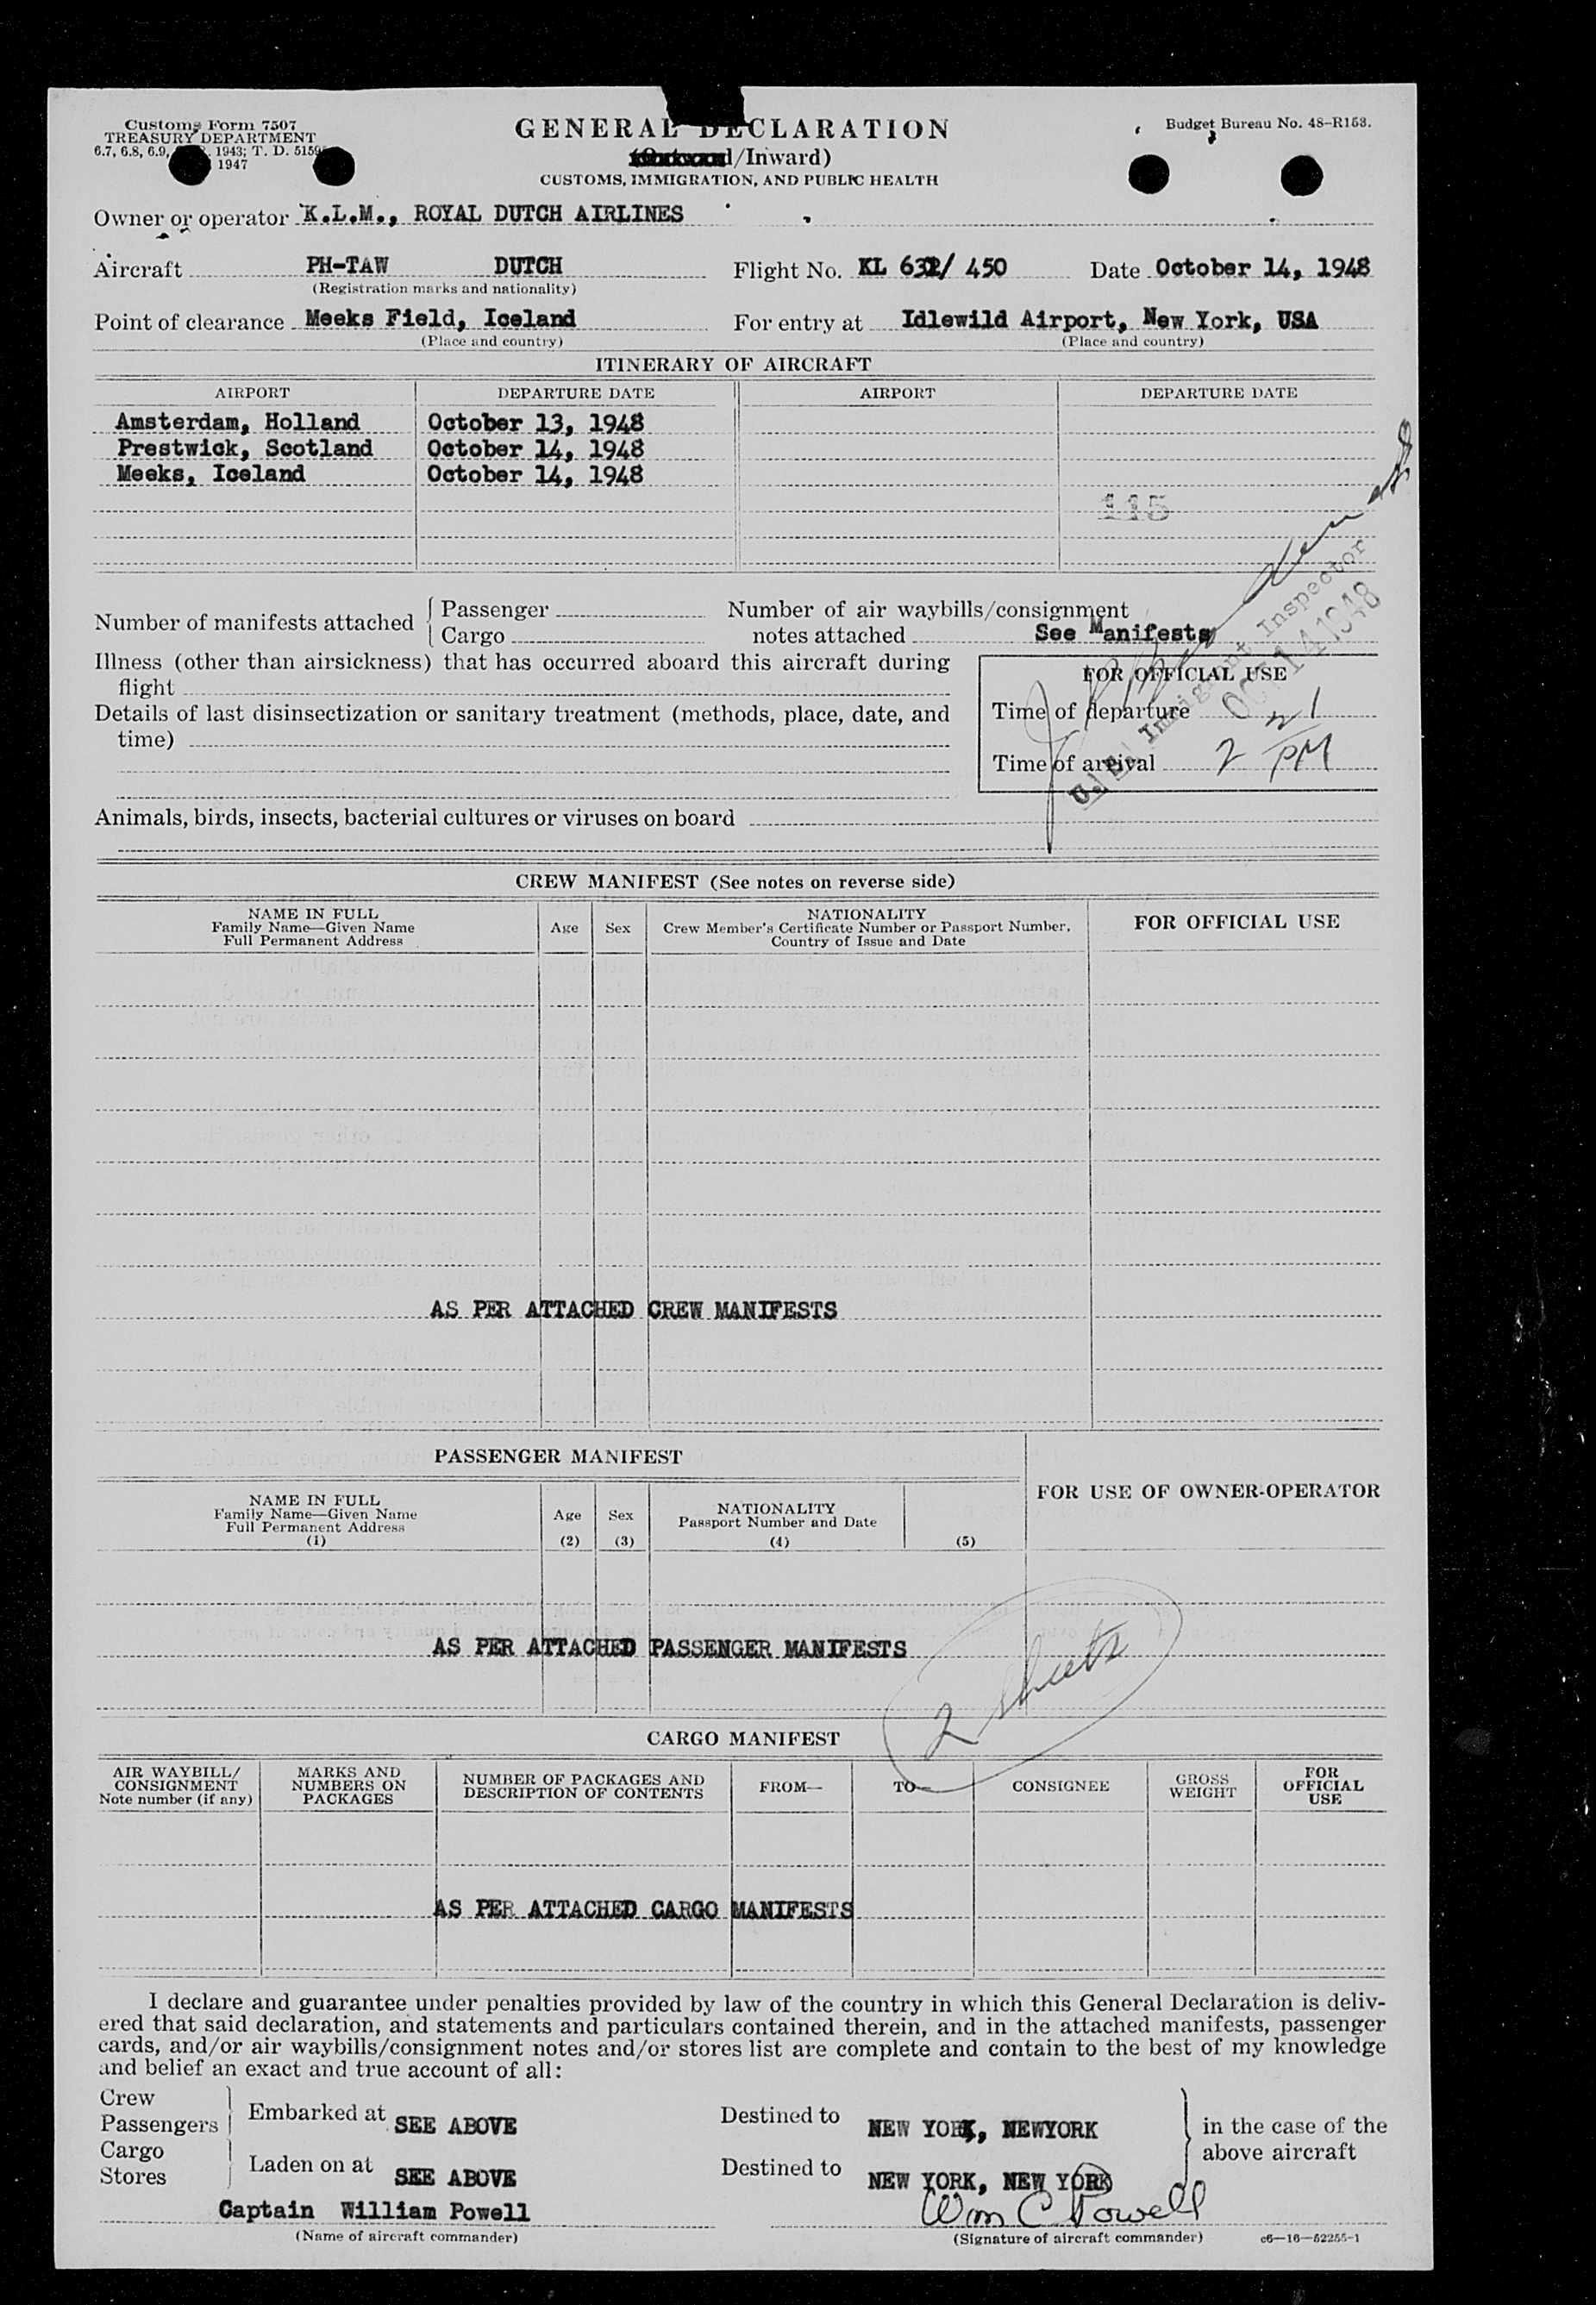 Customs Form 7507
TREASURY DEPARTMENT
6.7, 6.8, 6.9, 1943; T. D. 5159
1947
GENERAL DECLARATION
/Inward)
CUSTOMS, IMMIGRATION, AND PUBLIC HEALTH
Budget Bureau No. 48-R153.
Owner or operator K.L.M., ROYAL DUTCH AIRLINES
Aircraft PH-TAW DUTCH Flight No. KL / 450 Date October 14, 1948
(Registration marks and nationality)
Point of clearance Meeks Field, Iceland For entry at Idlewild Airport, New York, USA
(Place and country) (Place and country)
ITINERARY OF AIRCRAFT
AIRPORT DEPARTURE DATE AIRPORT DEPARTURE DATE
Amsterdam, Holland October 13, 1948
Prestwick, Scotland October 14, 1948
Meeks, Iceland October 14, 1948
115
Number of manifests attached { Passenger Number of air waybills/consignment
Cargo notes attached See Manifests
Illness (other than airsickness) that has occurred aboard this aircraft during
flight
Details of last disinsectization or sanitary treatment (methods, place, date, and
time)
FOR OFFICIAL USE
Time of departure
Time of arrival 2 21 PM
U. S. Immigrant Inspector
OCT 14 1948
Animals, birds, insects, bacterial cultures or viruses on board
CREW MANIFEST (See notes on reverse side)
NAME IN FULL
Family Name—Given Name
Full Permanent Address
Age
Sex
NATIONALITY
Crew Member's Certificate Number or Passport Number,
Country of Issue and Date
FOR OFFICIAL USE
AS PER ATTACHED CREW MANIFESTS
PASSENGER MANIFEST
FOR USE OF OWNER-OPERATOR
NAME IN FULL
Family Name—Given Name
Full Permanent Address
(1)
Age
(2)
Sex
(3)
NATIONALITY
Passport Number and Date
(4)
(5)
AS PER ATTACHED PASSENGER MANIFESTS
2 sheets
CARGO MANIFEST
AIR WAYBILL/
CONSIGNMENT
Note number (if any)
MARKS AND
NUMBERS ON
PACKAGES
NUMBER OF PACKAGES AND
DESCRIPTION OF CONTENTS
FROM—
TO—
CONSIGNEE
GROSS
WEIGHT
FOR
OFFICIAL
USE
AS PER ATTACHED CARGO MANIFESTS
I declare and guarantee under penalties provided by law of the country in which this General Declaration is deliv-
ered that said declaration, and statements and particulars contained therein, and in the attached manifests, passenger
cards, and/or air waybills/consignment notes and/or stores list are complete and contain to the best of my knowledge
and belief an exact and true account of all:
Crew
Passengers } Embarked at SEE ABOVE Destined to NEW YORK, NEWYORK
Cargo
Stores } Laden on at SEE ABOVE Destined to NEW YORK, NEW YORK
in the case of the
above aircraft
Captain William Powell Wm C Powell
(Name of aircraft commander) (Signature of aircraft commander) c6—16—52255-1